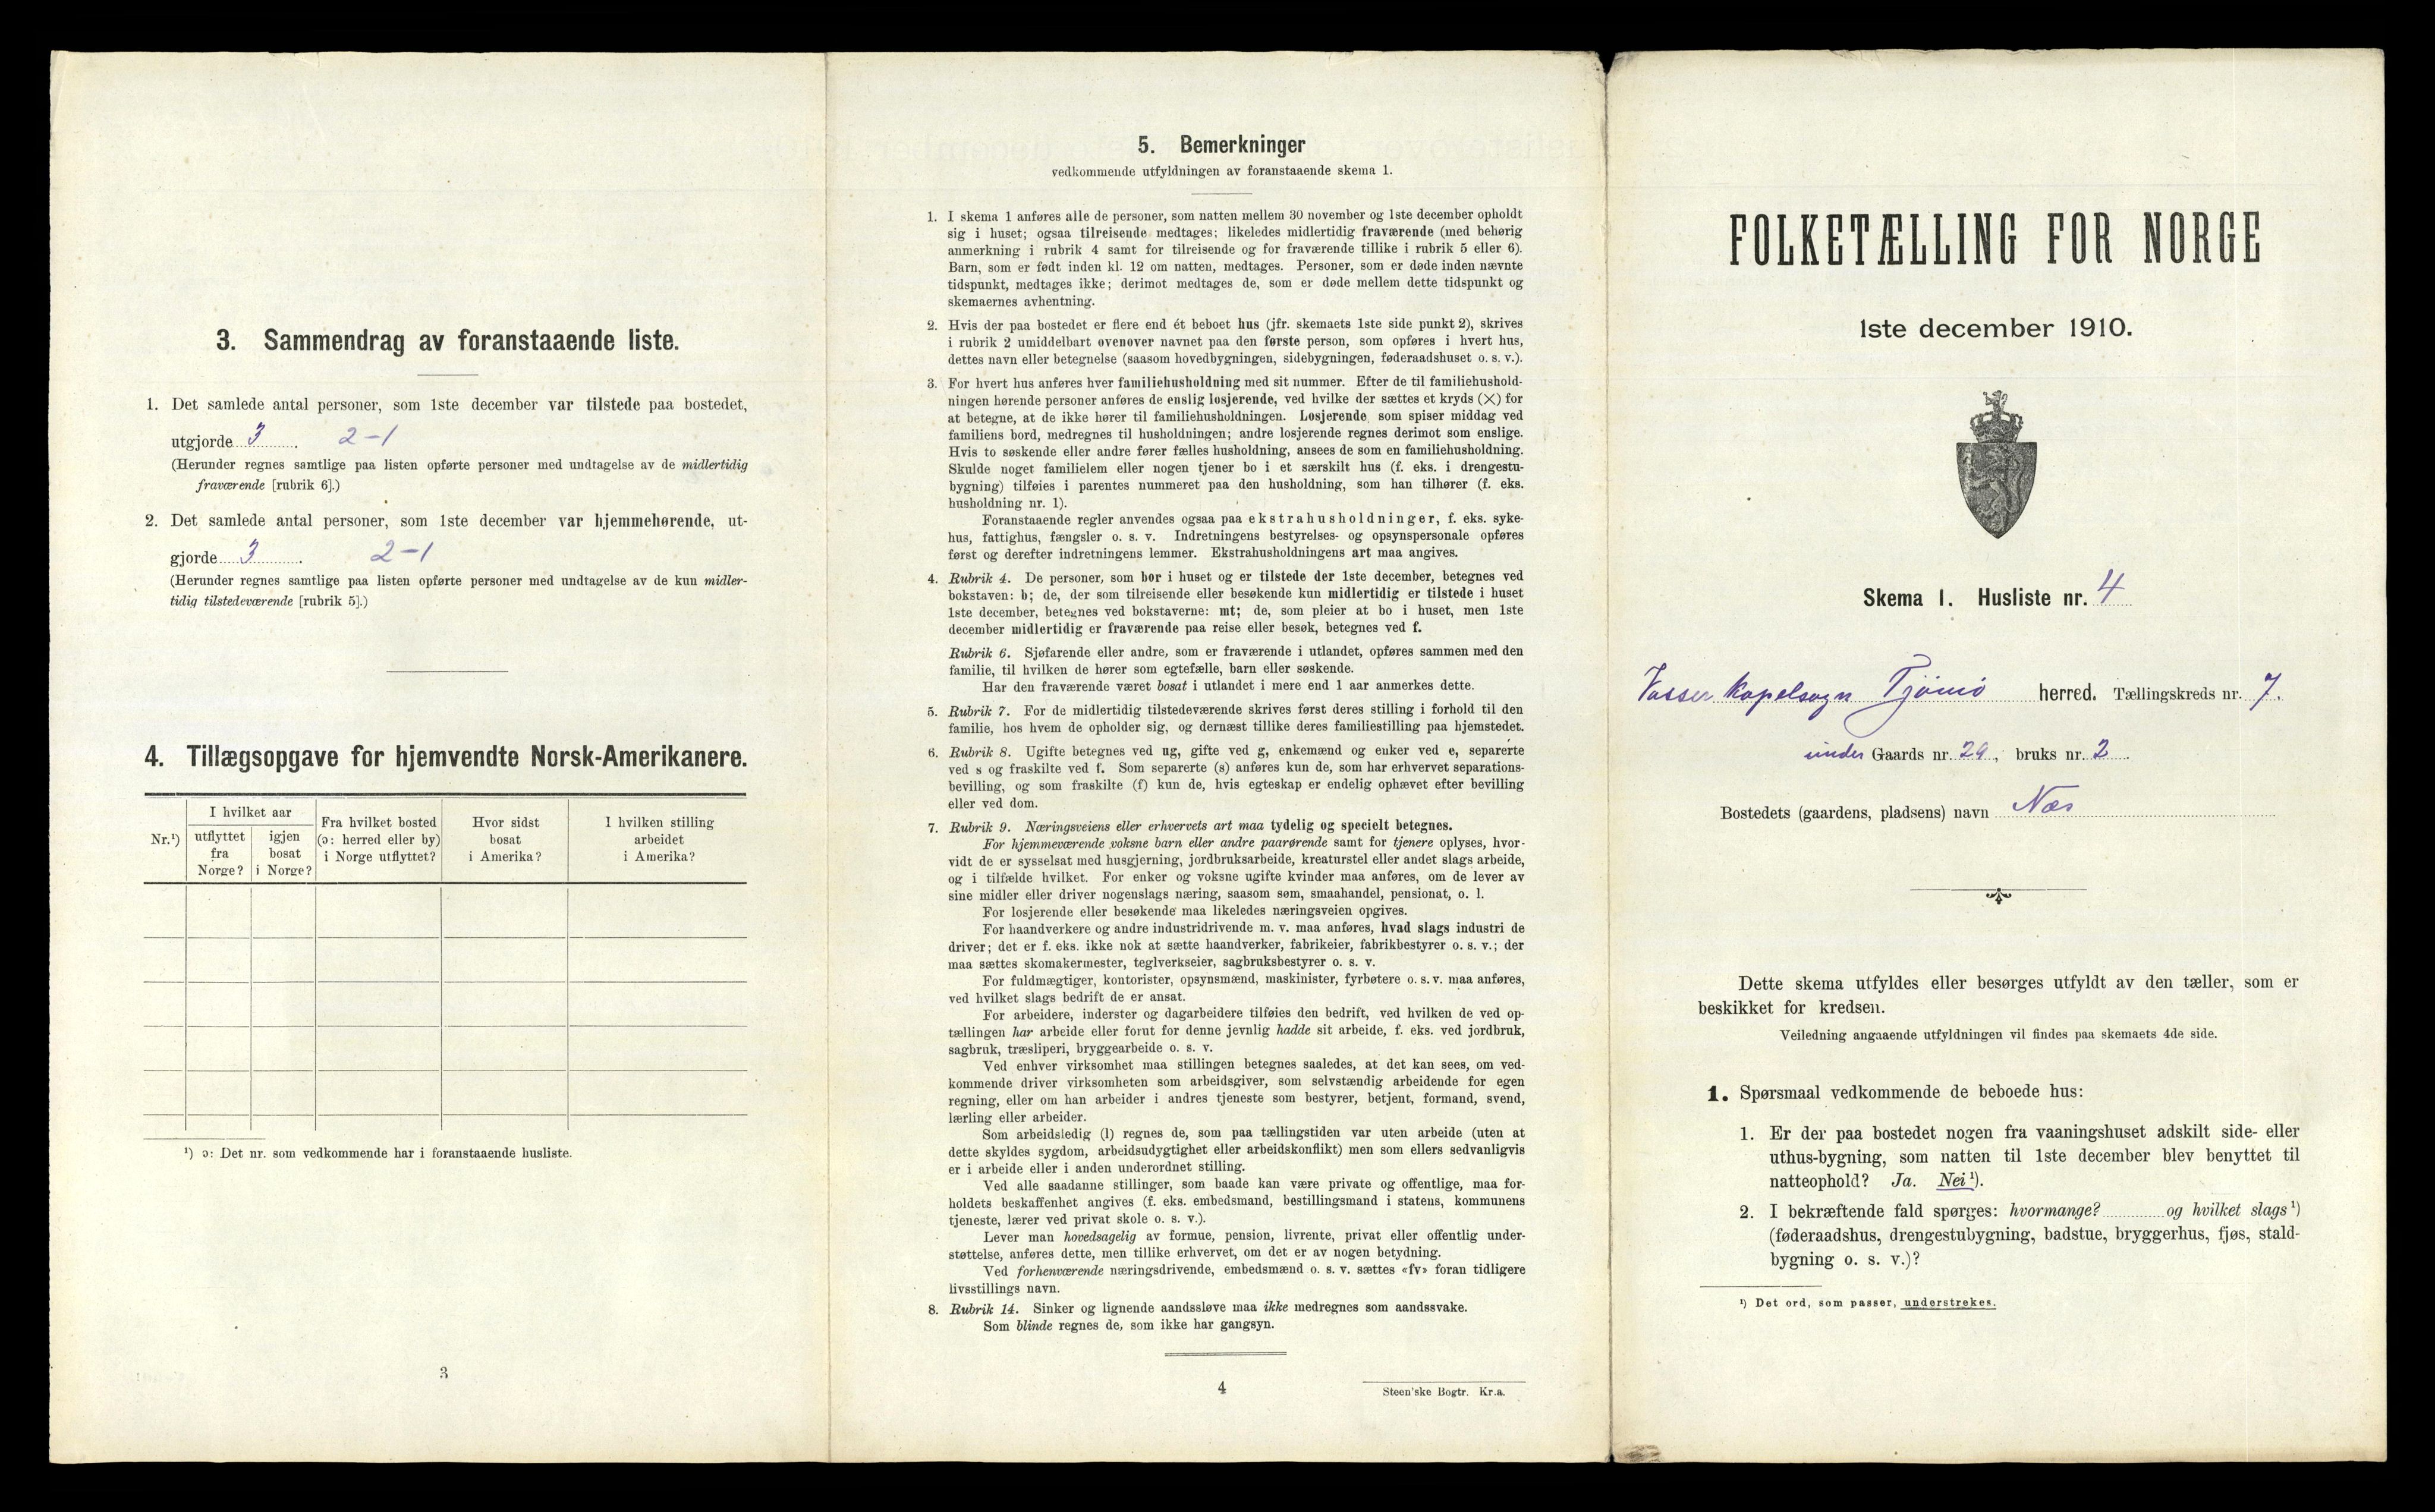 3. Sammendrag av foranstaaende liste.
1. Det samlede antal personer, som 1ste december var tilstede paa bostedet,
utgjorde 3. 2-1
(Herunder regnes samtlige paa listen opførte personer med undtagelse av de midlertidig
fraværende [rubrik 6].)
2. Det samlede antal personer, som 1ste december var hjemmehørende, ut-
gjorde 3. 2-1
(Herunder regnes samtlige paa listen opførte personer med undtagelse av de kun midler-
tidig tilstedeværende [rubrik 5].)
4. Tillægsopgave for hjemvendte Norsk-Amerikanere.
Nr.¹)
I hvilket aar
utflyttet
fra
Norge?
igjen
bosat
i Norge?
Fra hvilket bosted
(ɔ: herred eller by)
i Norge utflyttet?
Hvor sidst
bosat
i Amerika?
I hvilken stilling
arbeidet
i Amerika?
¹) ɔ: Det nr. som vedkommende har i foranstaaende husliste.
3
5. Bemerkninger
vedkommende utfyldningen av foranstaaende skema 1.
1. I skema 1 anføres alle de personer, som natten mellem 30 november og 1ste december opholdt
sig i huset; ogsaa tilreisende medtages; likeledes midlertidig fraværende (med behørig
anmerkning i rubrik 4 samt for tilreisende og for fraværende tillike i rubrik 5 eller 6).
Barn, som er født inden kl. 12 om natten, medtages. Personer, som er døde inden nævnte
tidspunkt, medtages ikke; derimot medtages de, som er døde mellem dette tidspunkt og
skemaernes avhentning.
2. Hvis der paa bostedet er flere end ét beboet hus (jfr. skemaets 1ste side punkt 2), skrives
i rubrik 2 umiddelbart ovenover navnet paa den første person, som opføres i hvert hus,
dettes navn eller betegnelse (saasom hovedbygningen, sidebygningen, føderaadshuset o. s. v.).
3. For hvert hus anføres hver familiehusholdning med sit nummer. Efter de til familiehushold-
ningen hørende personer anføres de enslig losjerende, ved hvilke der sættes et kryds (×) for
at betegne, at de ikke hører til familiehusholdningen. Losjerende som spiser middag ved
familiens bord, medregnes til husholdningen; andre losjerende regnes derimot som enslige.
Hvis to søskende eller andre fører fælles husholdning, ansees de som en familiehusholdning.
Skulde noget familielem eller nogen tjener bo i et særskilt hus (f. eks. i drengestu-
bygning) tilføies i parentes nummeret paa den husholdning, som han tilhører (f. eks.
husholdning nr. 1).
Foranstaaende regler anvendes ogsaa paa ekstrahusholdninger, f. eks. syke-
hus, fattighus, fængsler o. s. v. Indretningens bestyrelses- og opsynspersonale opføres
først og derefter indretningens lemmer. Ekstrahusholdningens art maa angives.
4. Rubrik 4. De personer, som bor i huset og er tilstede der 1ste december, betegnes ved
bokstaven: b; de, der som tilreisende eller besøkende kun midlertidig er tilstede i huset
1ste december, betegnes ved bokstaverne: mt; de, som pleier at bo i huset, men 1ste
december midlertidig er fraværende paa reise eller besøk, betegnes ved f.
Rubrik 6. Sjøfarende eller andre, som er fraværende i utlandet, opføres sammen med den
familie, til hvilken de hører som egtefælle, barn eller søskende.
Har den fraværende været bosat i utlandet i mere end 1 aar anmerkes dette.
5. Rubrik 7. For de midlertidig tilstedeværende skrives først deres stilling i forhold til den
familie, hos hvem de opholder sig, og dernæst tillike deres familiestilling paa hjemstedet.
6. Rubrik 8. Ugifte betegnes ved ug, gifte ved g, enkemænd og enker ved e, separerte
ved s og fraskilte ved f. Som separerte (s) anføres kun de, som har erhvervet separations-
bevilling, og som fraskilte (f) kun de, hvis egteskap er endelig ophævet efter bevilling
eller ved dom.
7. Rubrik 9. Næringsveiens eller erhvervets art maa tydelig og specielt betegnes.
For hjemmeværende voksne barn eller andre paarørende samt for tjenere oplyses, hvor-
vidt de er sysselsat med husgjerning, jordbruksarbeide, kreaturstel eller andet slags arbeide,
og i tilfælde hvilket. For enker og voksne ugifte kvinder maa anføres, om de lever av
sine midler eller driver nogenslags næring, saasom søm, smaahandel, pensionat, o. l.
For losjerende eller besøkende maa likeledes næringsveien opgives.
For haandverkere og andre industridrivende m. v. maa anføres, hvad slags industri de
driver; det er f. eks. ikke nok at sætte haandverker, fabrikeier, fabrikbestyrer o. s. v.; der
maa sættes skomakermester, teglverkseier, sagbruksbestyrer o. s. v.
For fuldmægtiger, kontorister, opsynsmænd, maskinister, fyrbøtere o. s. v. maa anføres,
ved hvilket slags bedrift de er ansat.
For arbeidere, inderster og dagarbeidere tilføies den bedrift, ved hvilken de ved op-
tællingen har arbeide eller forut for denne jevnlig hadde sit arbeide, f. eks. ved jordbruk,
sagbruk, træsliperi, bryggearbeide o. s. v.
Ved enhver virksomhet maa stillingen betegnes saaledes, at det kan sees, om ved-
kommende driver virksomheten som arbeidsgiver, som selvstændig arbeidende for egen
regning, eller om han arbeider i andres tjeneste som bestyrer, betjent, formand, svend,
lærling eller arbeider.
Som arbeidsledig (l) regnes de, som paa tællingstiden var uten arbeide (uten at
dette skyldes sygdom, arbeidsudygtighet eller arbeidskonflikt) men som ellers sedvanligvis
er i arbeide eller i anden underordnet stilling.
Ved alle saadanne stillinger, som baade kan være private og offentlige, maa for-
holdets beskaffenhet angives (f. eks. embedsmand, bestillingsmand i statens, kommunens
tjeneste, lærer ved privat skole o. s. v.).
Lever man hovedsagelig av formue, pension, livrente, privat eller offentlig under-
støttelse, anføres dette, men tillike erhvervet, om det er av nogen betydning.
Ved forhenværende næringsdrivende, embedsmænd o. s. v. sættes «fv» foran tidligere
livsstillings navn.
8. Rubrik 14. Sinker og lignende aandssløve maa ikke medregnes som aandssvake.
Som blinde regnes de, som ikke har gangsyn.
4
Steen'ske Bogtr. Kr.a.
FOLKETÆLLING FOR NORGE
1ste december 1910.
Skema 1. Husliste nr. 4
Vasser Kapelsogn Tjømø herred. Tællingskreds nr. 7.
under Gaards nr. 29, bruks nr. 2.
Bostedets (gaardens, pladsens) navn Næs
Dette skema utfyldes eller besørges utfyldt av den tæller, som er
beskikket for kredsen.
Veiledning angaaende utfyldningen vil findes paa skemaets 4de side.
1. Spørsmaal vedkommende de beboede hus:
1. Er der paa bostedet nogen fra vaaningshuset adskilt side- eller
uthus-bygning, som natten til 1ste december blev benyttet til
natteophold? Ja. Nei¹).
2. I bekræftende fald spørges: hvormange? og hvilket slags¹)
(føderaadshus, drengestubygning, badstue, bryggerhus, fjøs, stald-
bygning o. s. v.)?
¹) Det ord, som passer, understrekes.